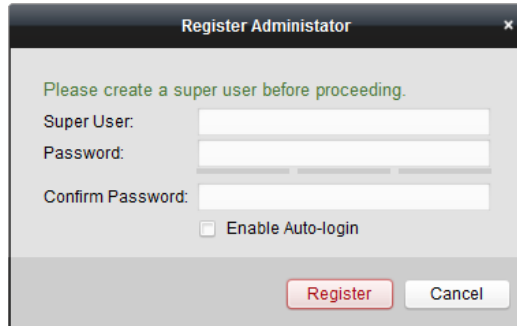 Register Administator
×
Please create a super user before proceeding.
Super User:
Password:
Confirm Password:
Enable Auto-login
Register Cancel